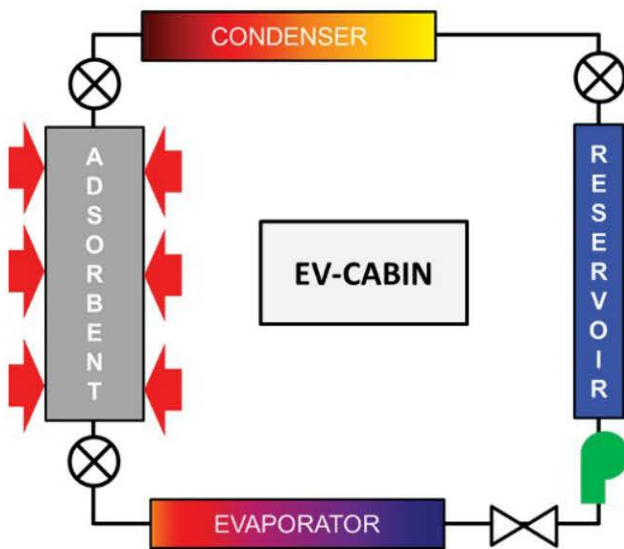 CONDENSER
ADSORBENT
RESERVOIR
EV-CABIN
EVAPORATOR